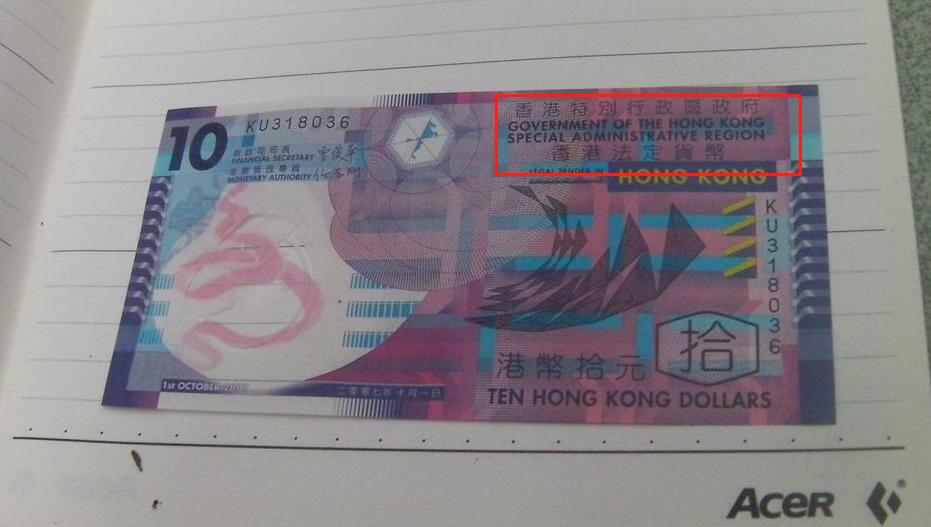 10
KU318036
財政司司長
FINANCIAL SECRETARY
金融管理專員
MONETARY AUTHORITY
香港特別行政區政府
GOVERNMENT OF THE HONG KONG
SPECIAL ADMINISTRATIVE REGION
香港法定貨幣
LEGAL TENDER IN
HONG KONG
KU318036
拾
港幣拾元
TEN HONG KONG DOLLARS
1st OCTOBER 2007
二零零七年十月一日
Acer